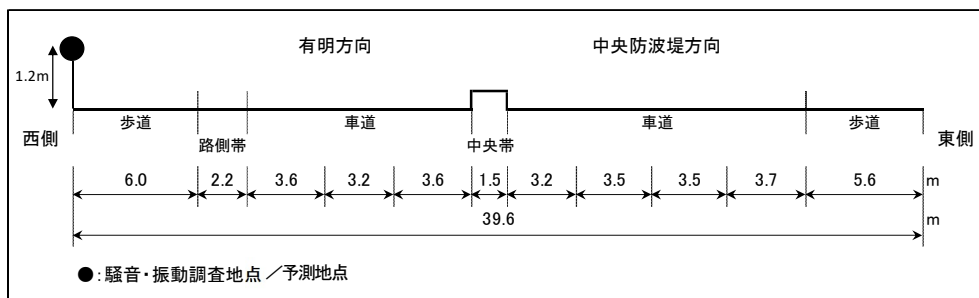 有明方向 中央防波堤方向
1.2m
歩道 車道 車道 歩道
西側 路側帯 中央帯 東側
6.0 2.2 3.6 3.2 3.6 1.5 3.2 3.5 3.5 3.7 5.6 m
39.6 m
●:騒音・振動調査地点／予測地点